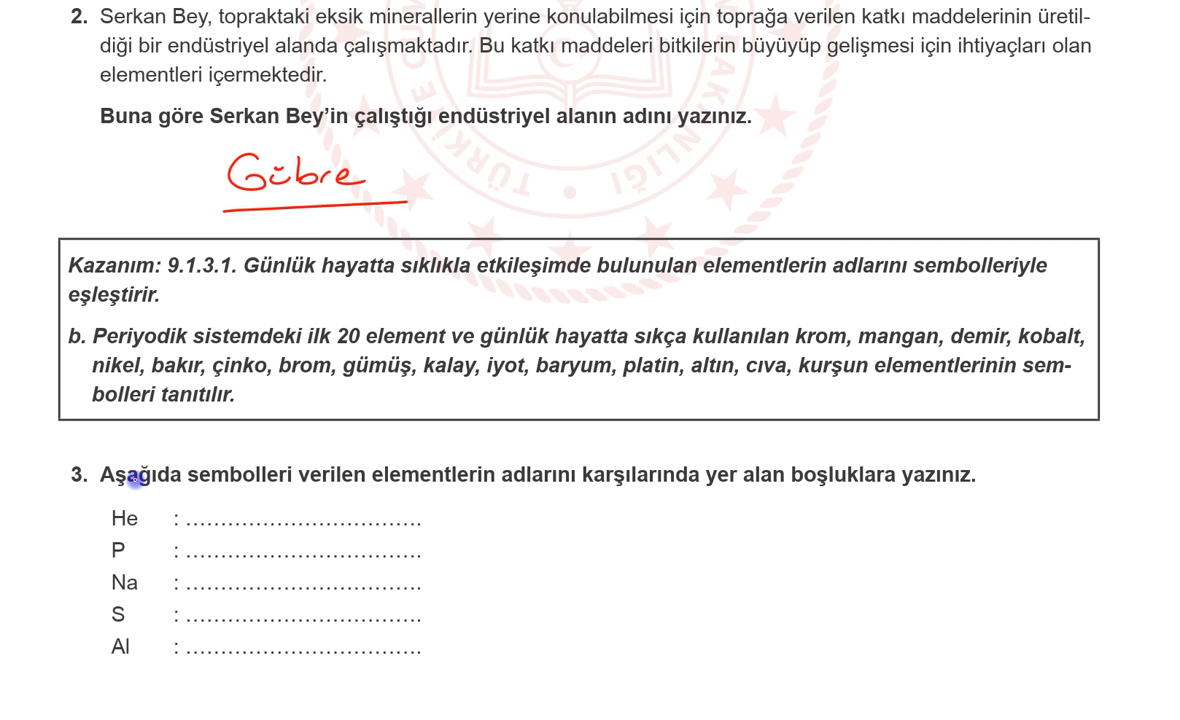 2. Serkan Bey, topraktaki eksik minerallerin yerine konulabilmesi için toprağa verilen katkı maddelerinin üretil-
diği bir endüstriyel alanda çalışmaktadır. Bu katkı maddeleri bitkilerin büyüyüp gelişmesi için ihtiyaçları olan
elementleri içermektedir.
Buna göre Serkan Bey’in çalıştığı endüstriyel alanın adını yazınız.
Gübre
Kazanım: 9.1.3.1. Günlük hayatta sıklıkla etkileşimde bulunulan elementlerin adlarını sembolleriyle
eşleştirir.
b. Periyodik sistemdeki ilk 20 element ve günlük hayatta sıkça kullanılan krom, mangan, demir, kobalt,
nikel, bakır, çinko, brom, gümüş, kalay, iyot, baryum, platin, altın, cıva, kurşun elementlerinin sem-
bolleri tanıtılır.
3. Aşağıda sembolleri verilen elementlerin adlarını karşılarında yer alan boşluklara yazınız.
He : ..................................
P : ..................................
Na : ..................................
S : ..................................
Al : ..................................